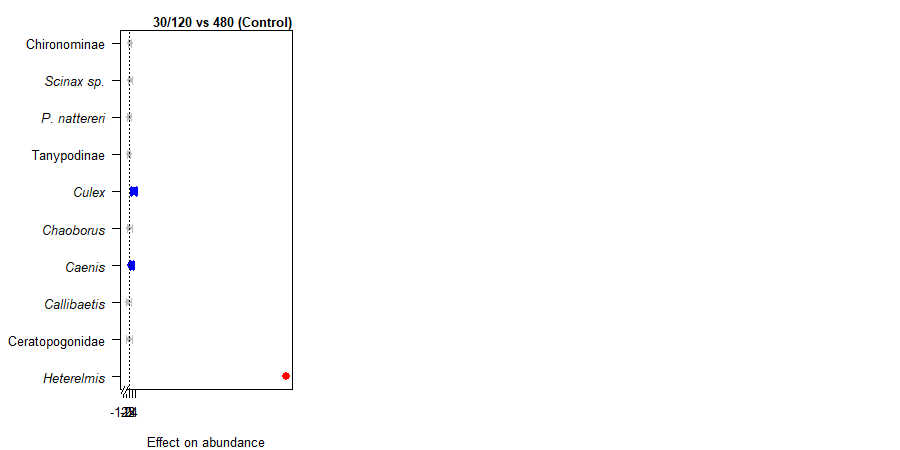 30/120 vs 480 (Control)
Chironominae
Scinax sp.
P. nattereri
Tanypodinae
Culex
Chaoborus
Caenis
Callibaetis
Ceratopogonidae
Heterelmis
Effect on abundance